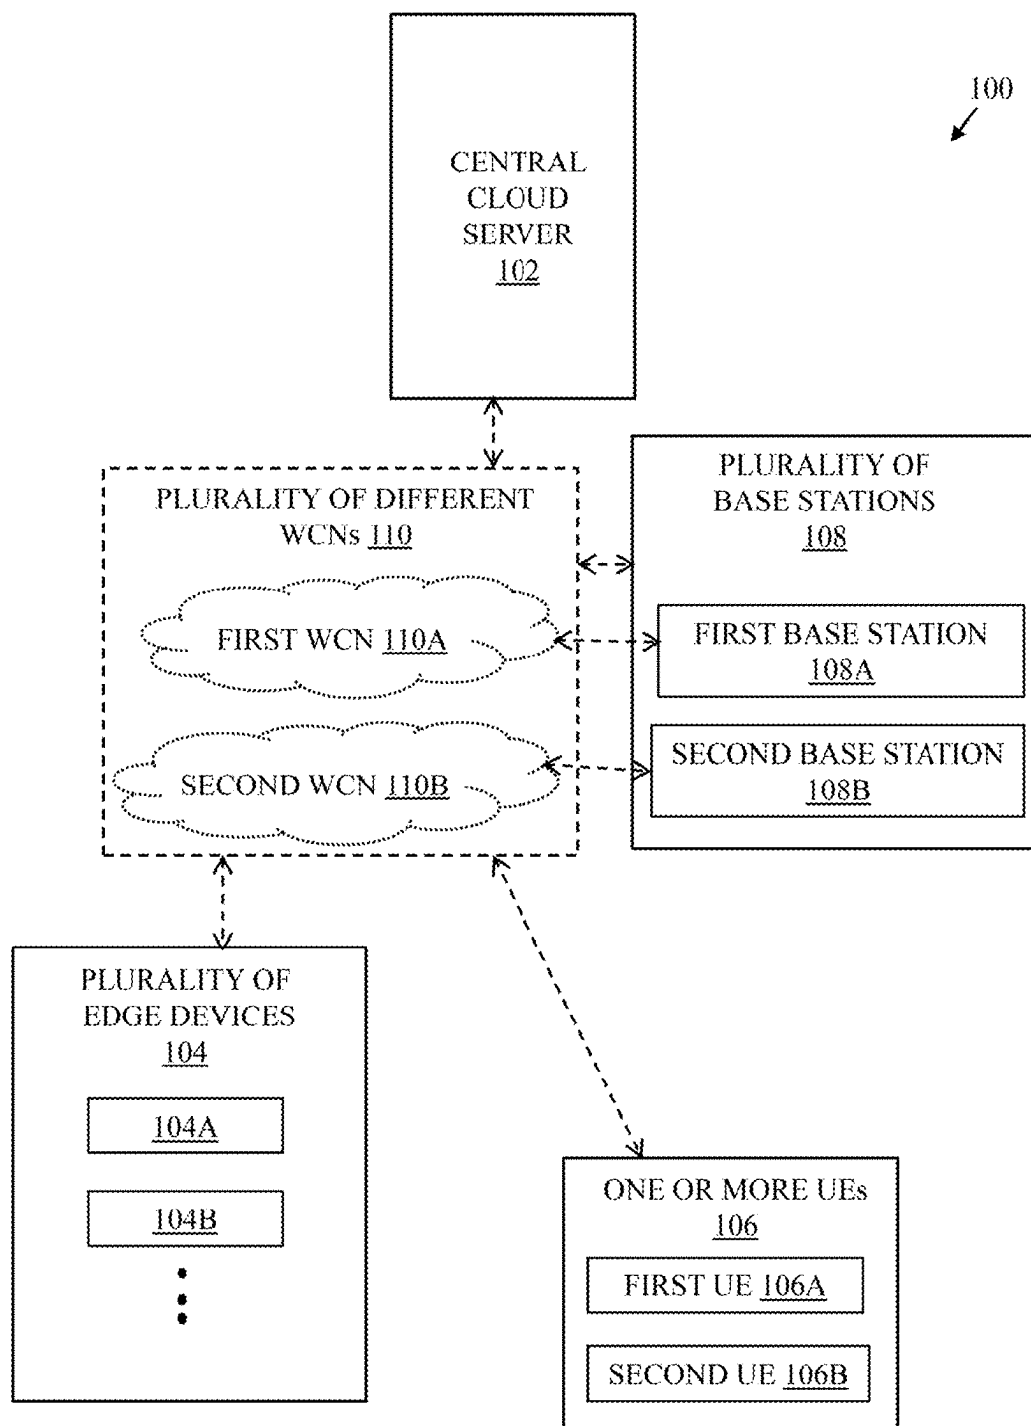 100
CENTRAL
CLOUD
SERVER
102
PLURALITY OF DIFFERENT
WCNs 110
FIRST WCN 110A
SECOND WCN 110B
PLURALITY OF
BASE STATIONS
108
FIRST BASE STATION
108A
SECOND BASE STATION
108B
PLURALITY OF
EDGE DEVICES
104
104A
104B
ONE OR MORE UEs
106
FIRST UE 106A
SECOND UE 106B